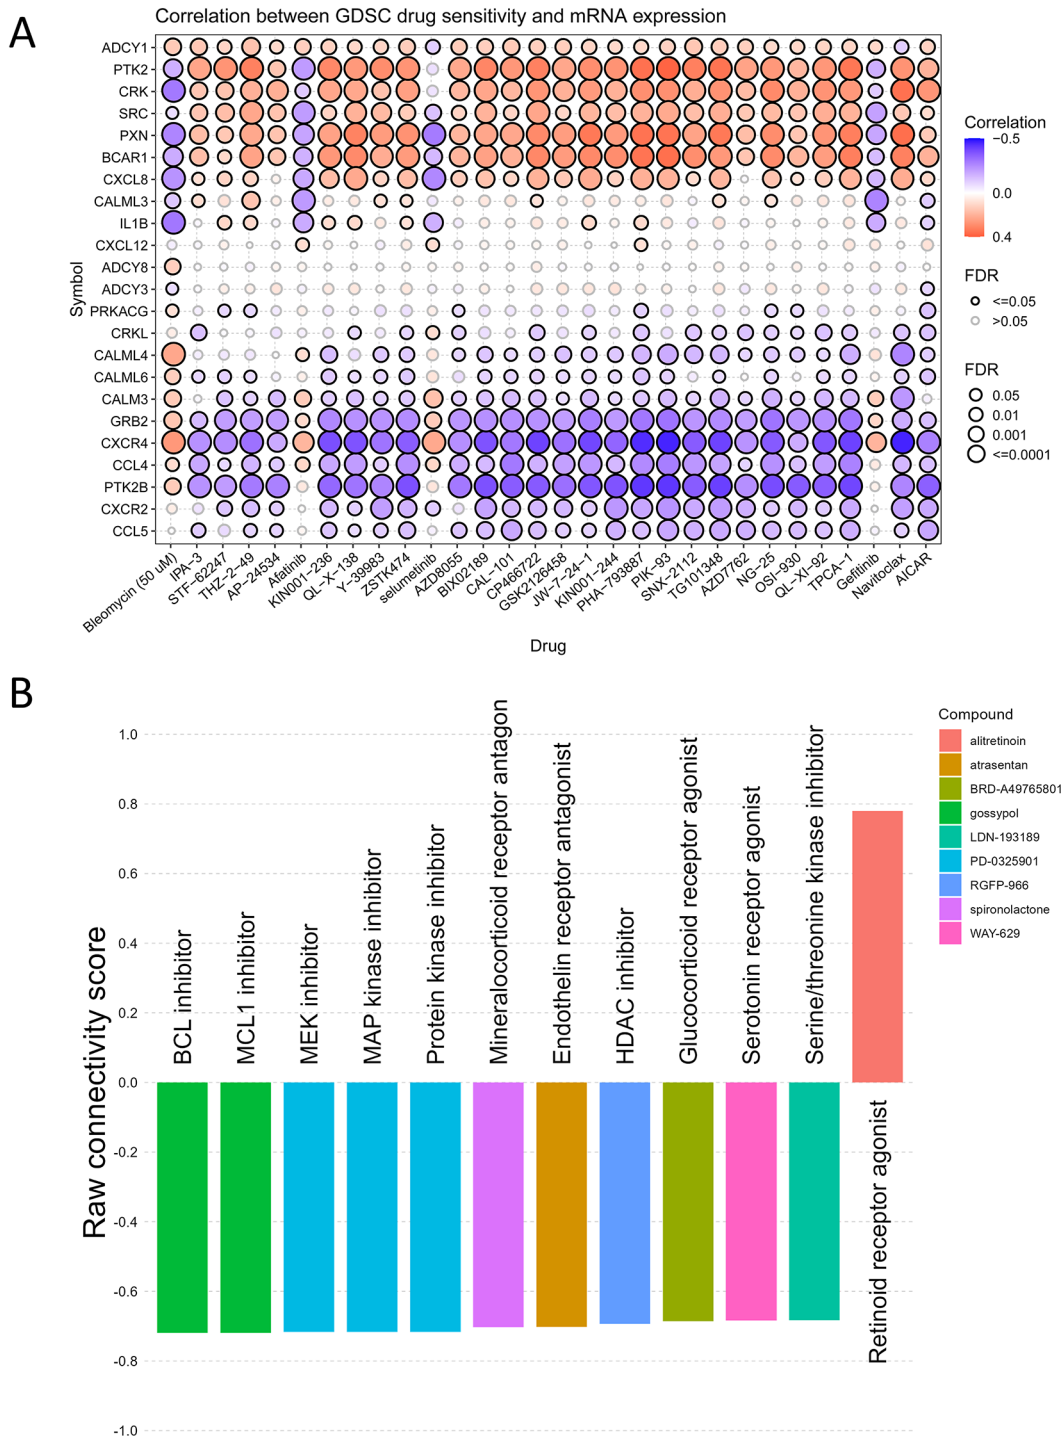 A
Correlation between GDSC drug sensitivity and mRNA expression
Symbol
ADCY1
PTK2
CRK
SRC
PXN
BCAR1
CXCL8
CALML3
IL1B
CXCL12
ADCY8
ADCY3
PRKACG
CRKL
CALML4
CALML6
CALM3
GRB2
CXCR4
CCL4
PTK2B
CXCR2
CCL5
Bleomycin (50 uM)
IPA-3
STF-62247
THZ-2-49
AP-24534
Afatinib
KIN001-236
QL-X-138
Y-39983
ZSTK474
selumetinib
AZD8055
BIX02189
CAL-101
CP466722
GSK2126458
JW-7-24-1
KIN001-244
PHA-793887
PIK-93
SNX-2112
TG101348
AZD7762
NG-25
OSI-930
QL-XI-92
TPCA-1
Gefitinib
Navitoclax
AICAR
Drug
Correlation
-0.5
0.0
0.4
FDR
<=0.05
>0.05
FDR
0.05
0.01
0.001
<=0.0001
B
Raw connectivity score
1.0
0.8
0.6
0.4
0.2
0.0
-0.2
-0.4
-0.6
-0.8
-1.0
BCL inhibitor
MCL1 inhibitor
MEK inhibitor
MAP kinase inhibitor
Protein kinase inhibitor
Mineralocorticoid receptor antagon
Endothelin receptor antagonist
HDAC inhibitor
Glucocorticoid receptor agonist
Serotonin receptor agonist
Serine/threonine kinase inhibitor
Retinoid receptor agonist
Compound
alitretinoin
atrasentan
BRD-A49765801
gossypol
LDN-193189
PD-0325901
RGFP-966
spironolactone
WAY-629